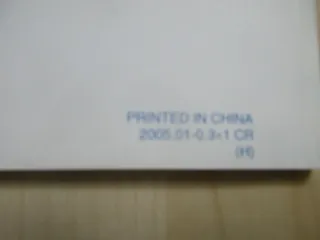 PRINTED IN CHINA
2005.01-0.3×1 CR
(H)